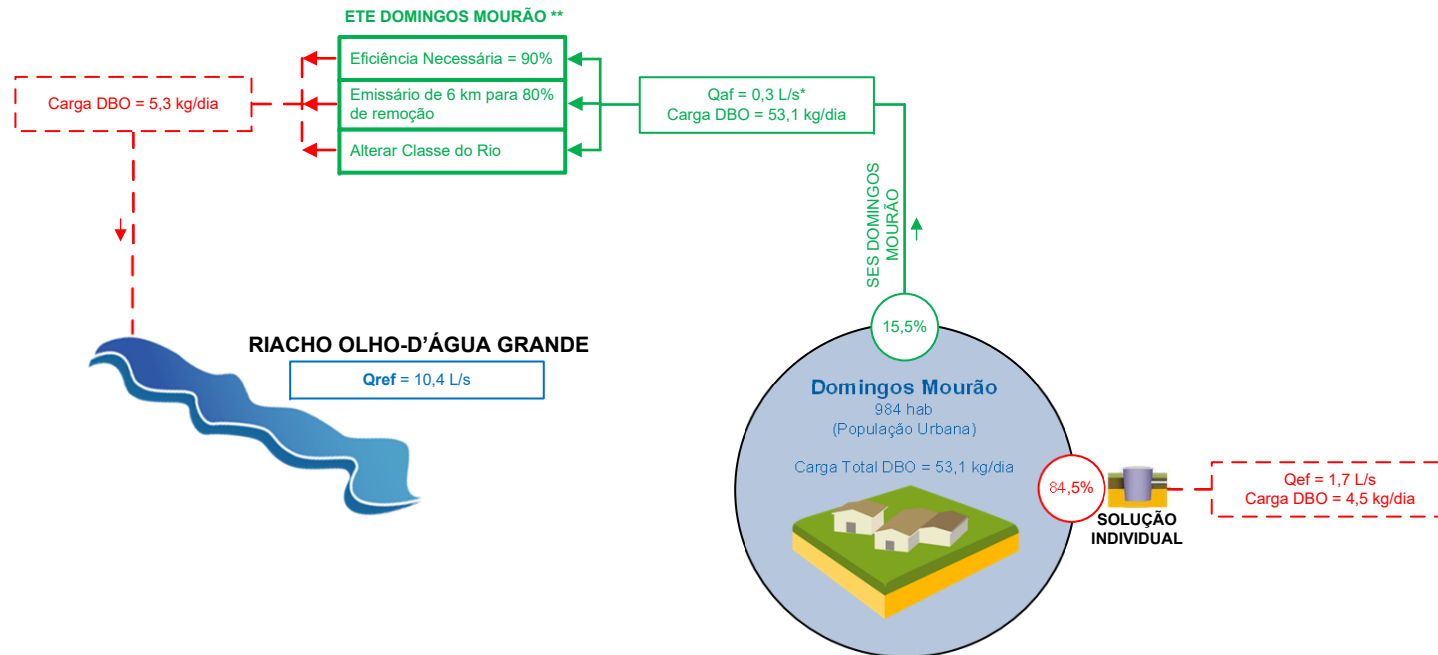 ETE DOMINGOS MOURÃO **
Eficiência Necessária = 90%
Emissário de 6 km para 80%
de remoção
Alterar Classe do Rio
Carga DBO = 5,3 kg/dia
Qaf = 0,3 L/s*
Carga DBO = 53,1 kg/dia
SES DOMINGOS
MOURÃO
15,5%
RIACHO OLHO-D’ÁGUA GRANDE
Qref = 10,4 L/s
Domingos Mourão
984 hab
(População Urbana)
Carga Total DBO = 53,1 kg/dia
84,5%
SOLUÇÃO
INDIVIDUAL
Qef = 1,7 L/s
Carga DBO = 4,5 kg/dia